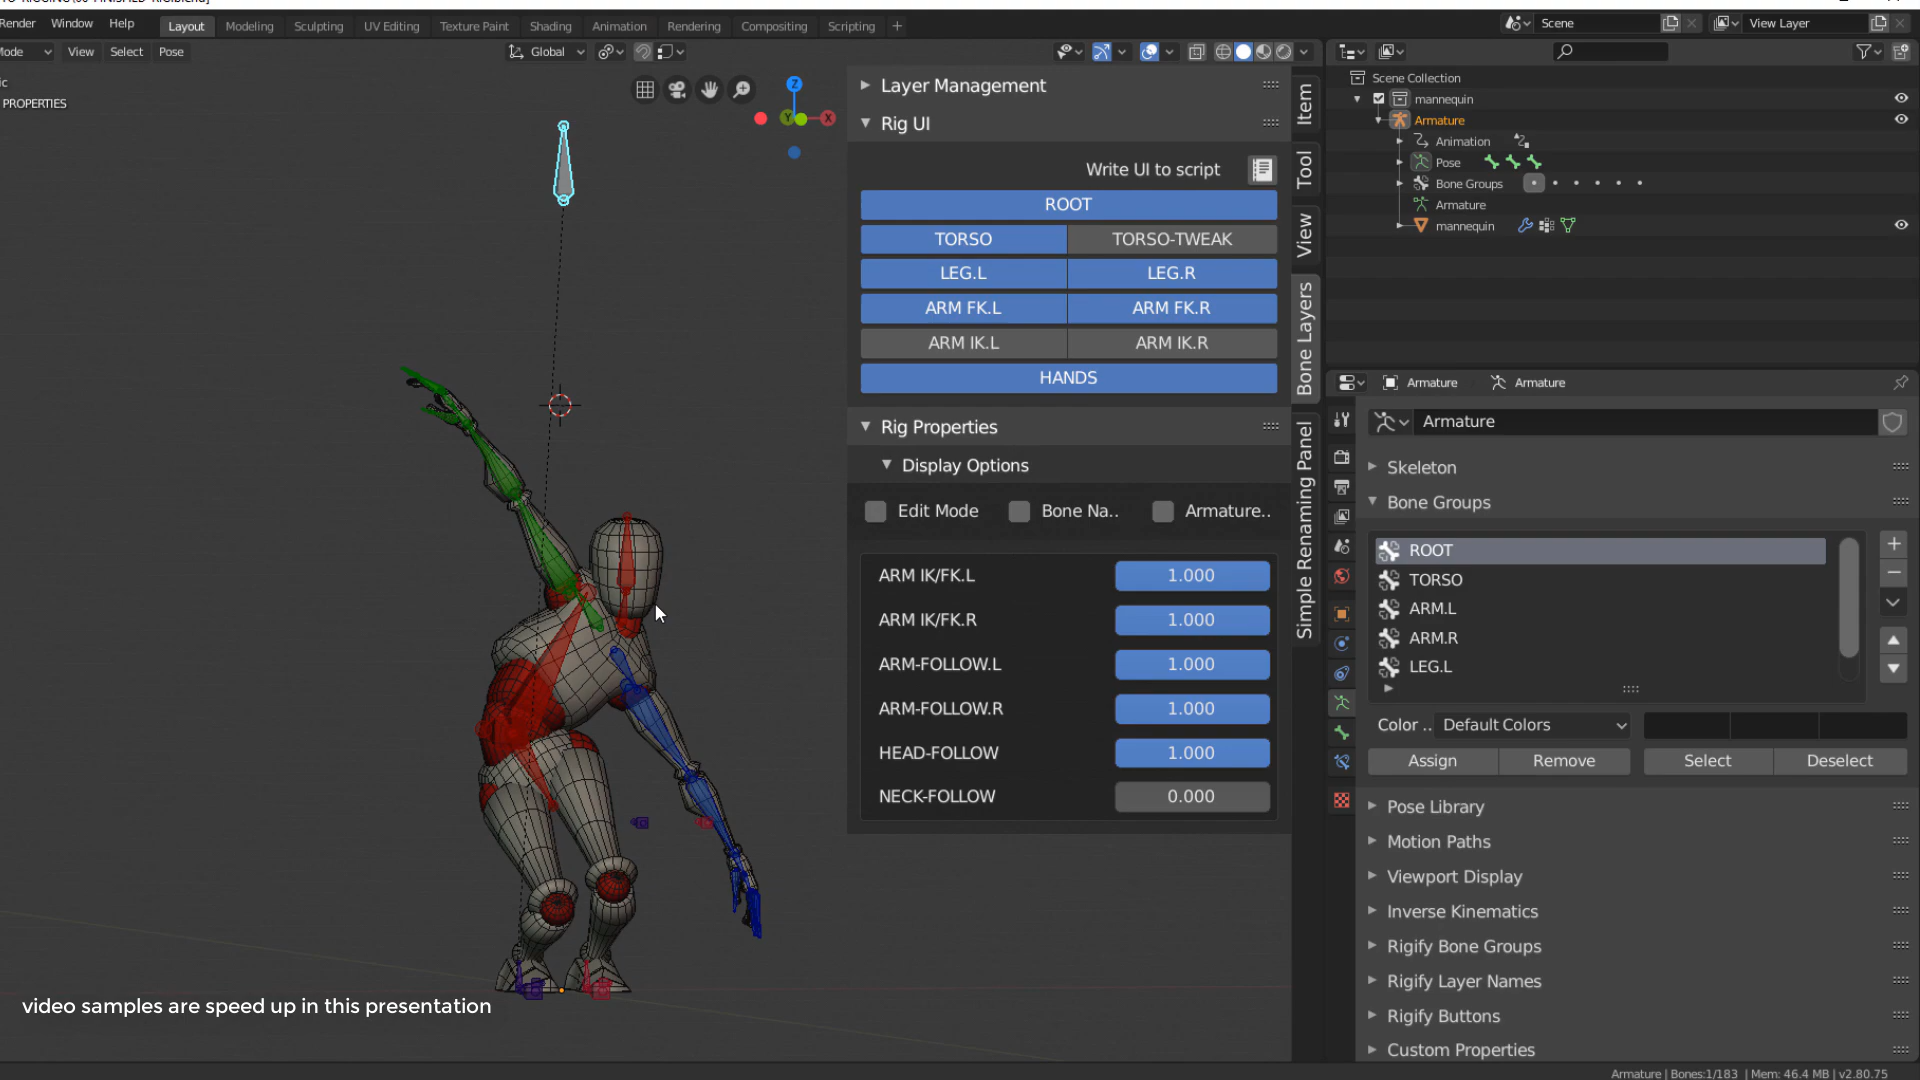 Render Window Help
Layout Modeling Sculpting UV Editing Texture Paint Shading Animation Rendering Compositing Scripting +
Scene
View Layer
Mode View Select Pose
Global
PROPERTIES
Z
Y
X
Layer Management
Rig UI
Write UI to script
ROOT
TORSO TORSO-TWEAK
LEG.L LEG.R
ARM FK.L ARM FK.R
ARM IK.L ARM IK.R
HANDS
Rig Properties
Display Options
Edit Mode Bone Na.. Armature..
ARM IK/FK.L 1.000
ARM IK/FK.R 1.000
ARM-FOLLOW.L 1.000
ARM-FOLLOW.R 1.000
HEAD-FOLLOW 1.000
NECK-FOLLOW 0.000
Item
Tool
View
Bone Layers
Simple Renaming Panel
Scene Collection
mannequin
Armature
Animation
Pose
Bone Groups
Armature
mannequin
Armature Armature
Armature
Skeleton
Bone Groups
ROOT
TORSO
ARM.L
ARM.R
LEG.L
Color .. Default Colors
Assign Remove Select Deselect
Pose Library
Motion Paths
Viewport Display
Inverse Kinematics
Rigify Bone Groups
Rigify Layer Names
Rigify Buttons
Custom Properties
video samples are speed up in this presentation
Armature | Bones:1/183 | Mem: 46.4 MB | v2.80.75